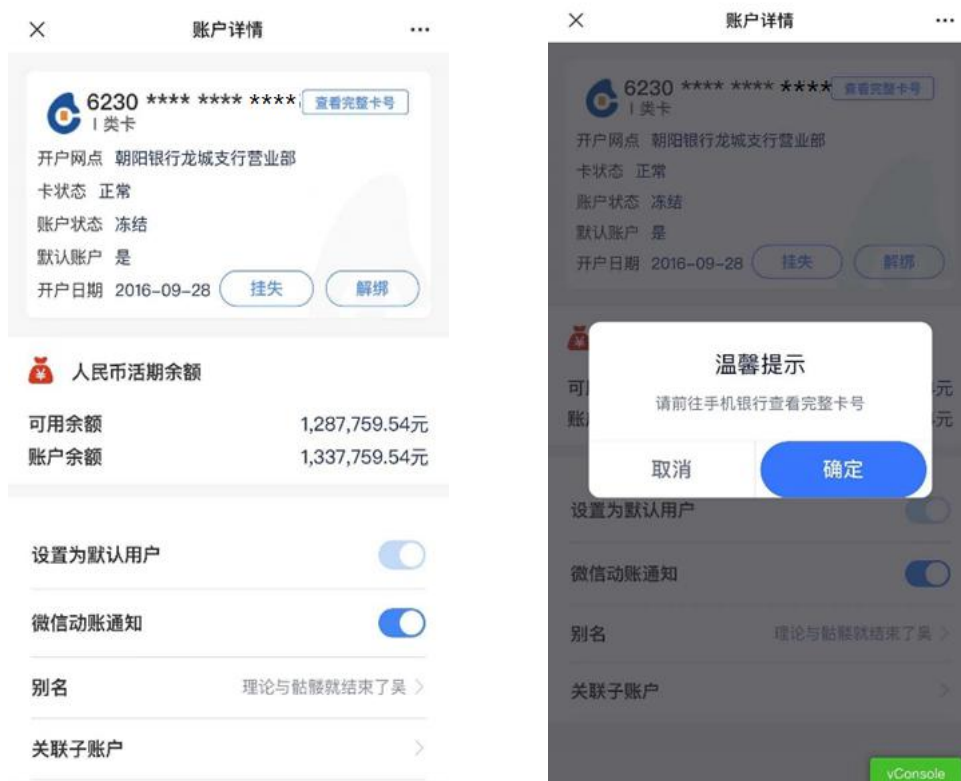 账户详情
6230 **** **** ****
查看完整卡号
I 类卡
开户网点 朝阳银行龙城支行营业部
卡状态 正常
账户状态 冻结
默认账户 是
开户日期 2016-09-28
挂失
解绑
人民币活期余额
可用余额 1,287,759.54元
账户余额 1,337,759.54元
设置为默认用户
微信动账通知
别名 理论与骷髅就结束了吴
关联子账户
账户详情
6230 **** **** ****
查看完整卡号
I 类卡
开户网点 朝阳银行龙城支行营业部
卡状态 正常
账户状态 冻结
默认账户 是
开户日期 2016-09-28
挂失
解绑
温馨提示
请前往手机银行查看完整卡号
取消
确定
可
元
账
元
设置为默认用户
微信动账通知
别名 理论与骷髅就结束了吴
关联子账户
vConsole